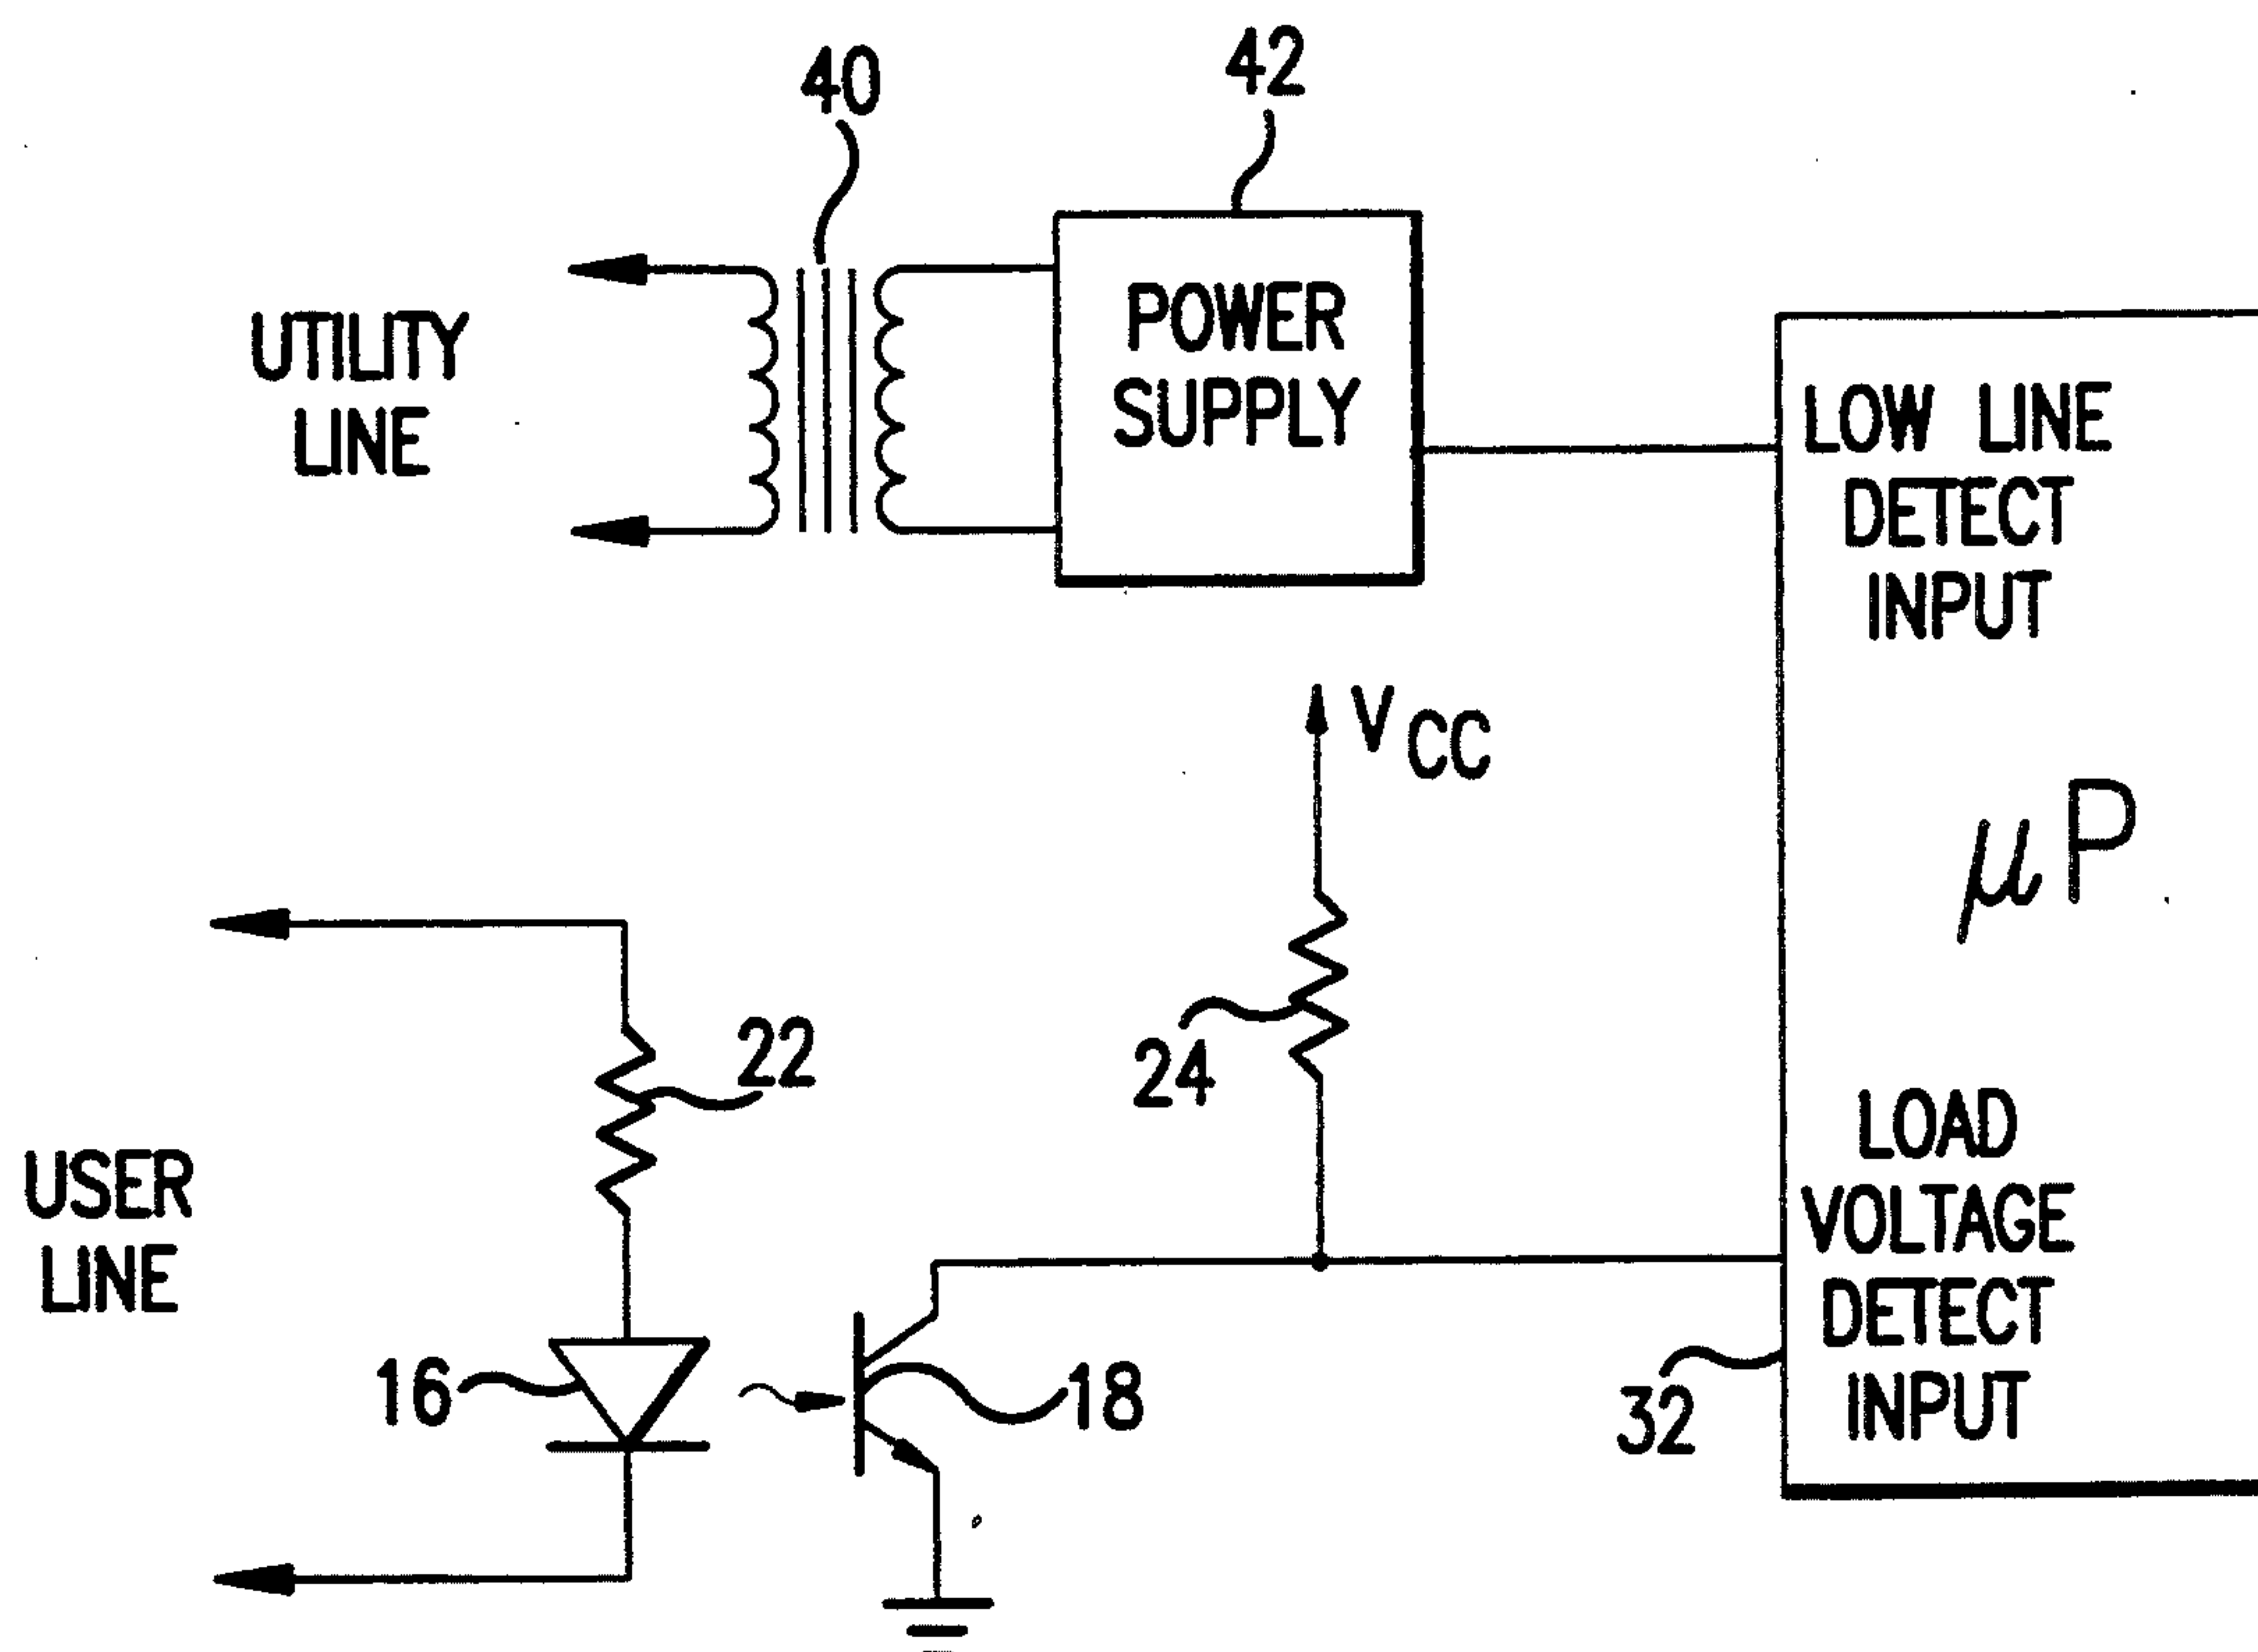 40
42
UTILITY
LINE
POWER
SUPPLY
LOW LINE
DETECT
INPUT
VCC
µP
22
24
USER
LINE
LOAD
VOLTAGE
DETECT
INPUT
16
18
32